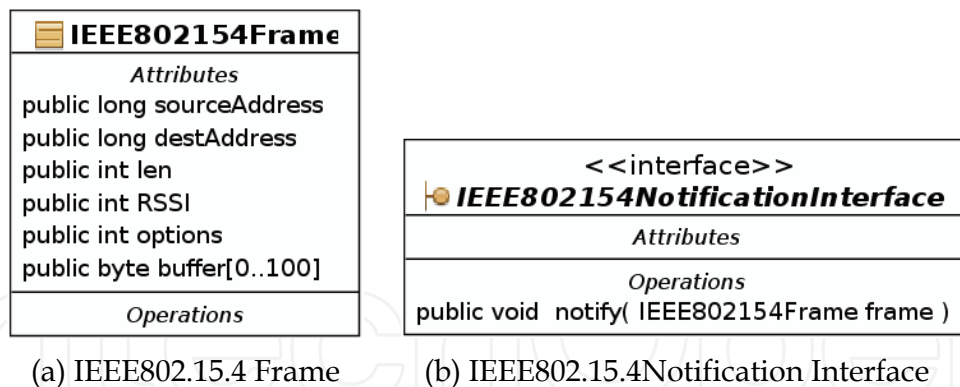 IEEE802154Frame
Attributes
public long sourceAddress
public long destAddress
public int len
public int RSSI
public int options
public byte buffer[0..100]
Operations
(a) IEEE802.15.4 Frame
<<interface>>
IEEE802154NotificationInterface
Attributes
Operations
public void notify( IEEE802154Frame frame )
(b) IEEE802.15.4Notification Interface